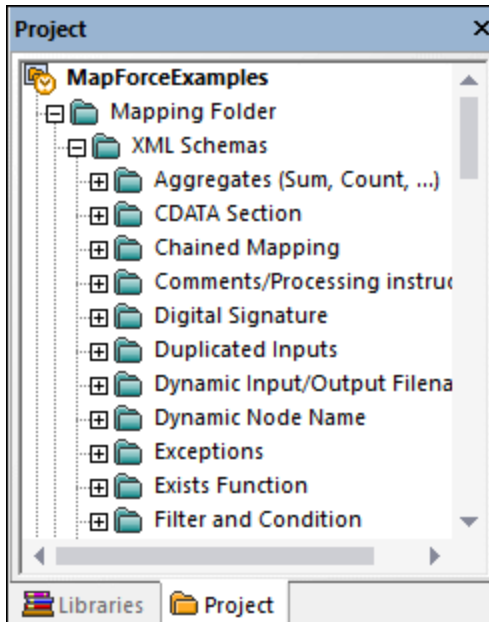 Project
MapForceExamples
Mapping Folder
XML Schemas
Aggregates (Sum, Count, ...)
CDATA Section
Chained Mapping
Comments/Processing instruc
Digital Signature
Duplicated Inputs
Dynamic Input/Output Filena
Dynamic Node Name
Exceptions
Exists Function
Filter and Condition
Libraries Project